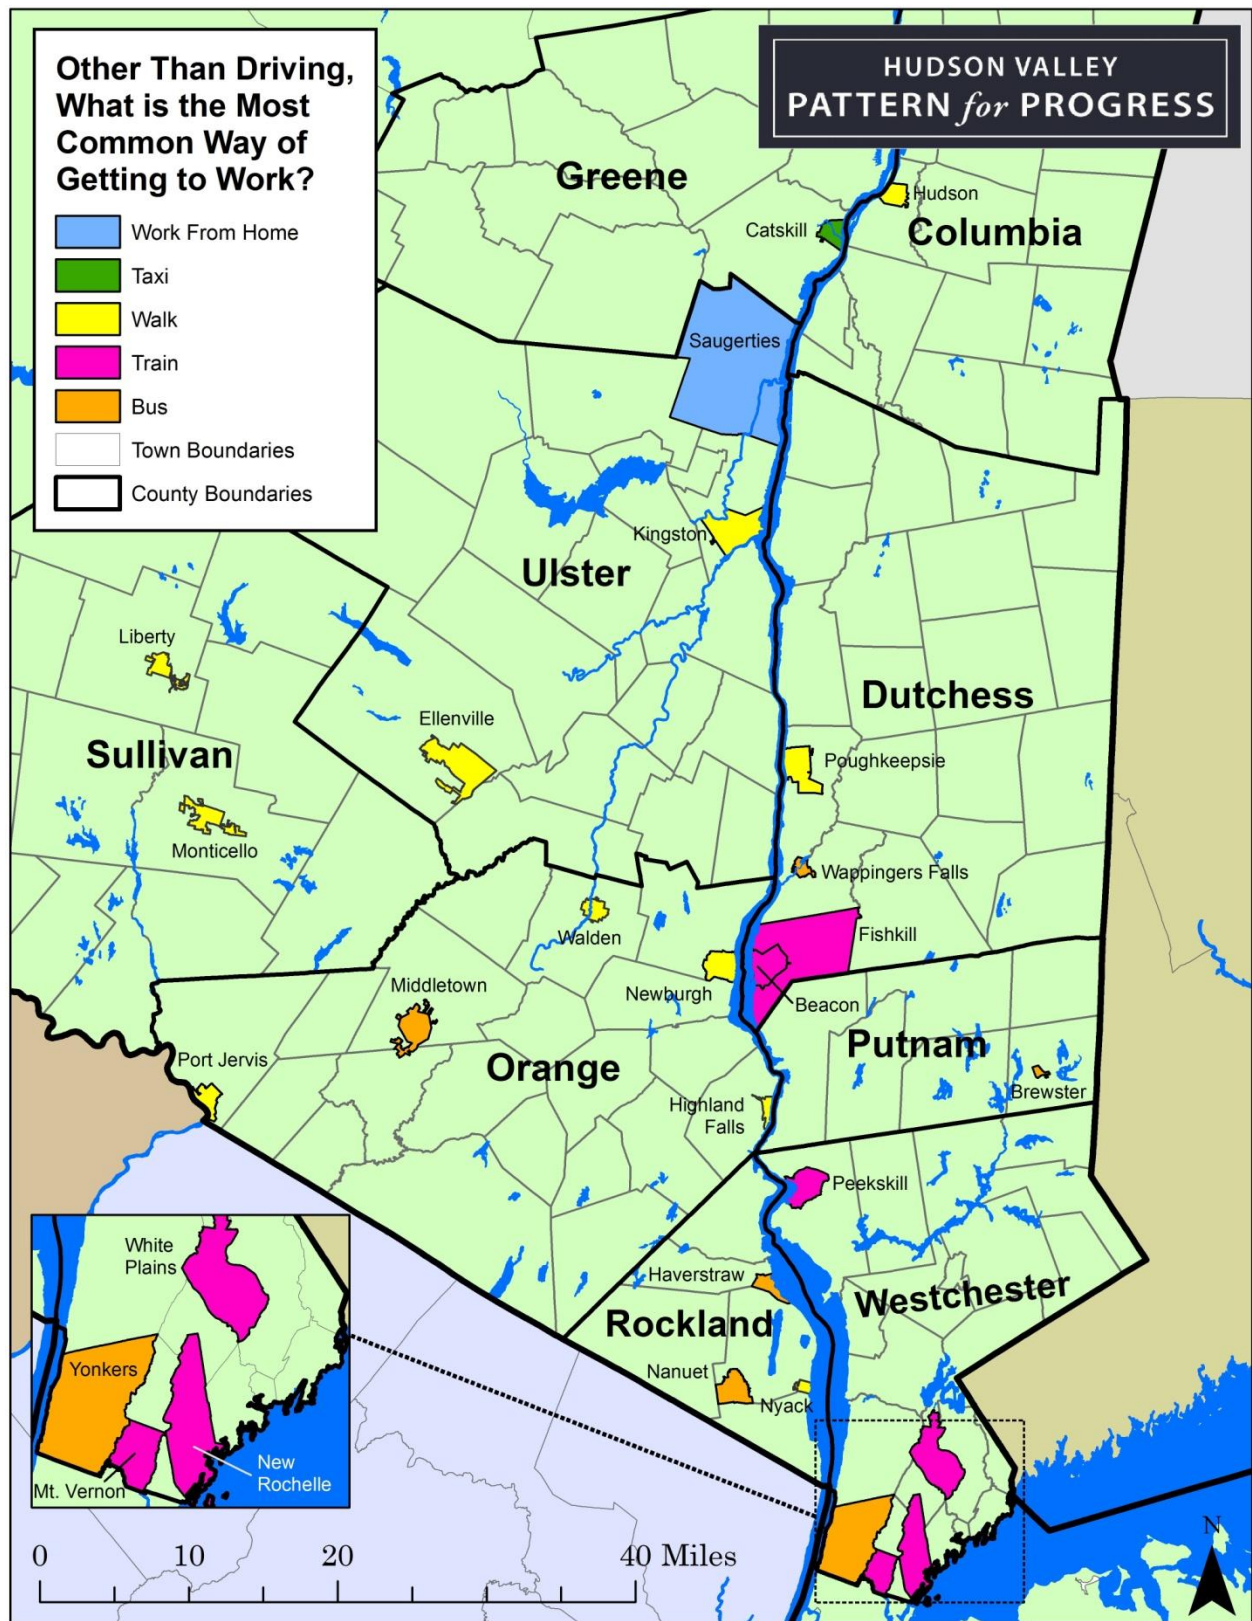 Other Than Driving,
What is the Most
Common Way of
Getting to Work?
Work From Home
Taxi
Walk
Train
Bus
Town Boundaries
County Boundaries
HUDSON VALLEY
PATTERN for PROGRESS
Greene
Hudson
Catskill
Columbia
Saugerties
Kingston
Ulster
Liberty
Dutchess
Ellenville
Sullivan
Poughkeepsie
Monticello
Wappingers Falls
Walden
Fishkill
Middletown
Newburgh
Beacon
Putnam
Port Jervis
Orange
Brewster
Highland
Falls
Peekskill
White
Plains
Haverstraw
Westchester
Rockland
Yonkers
Nanuet
Nyack
New
Rochelle
Mt. Vernon
N
0 10 20 40 Miles